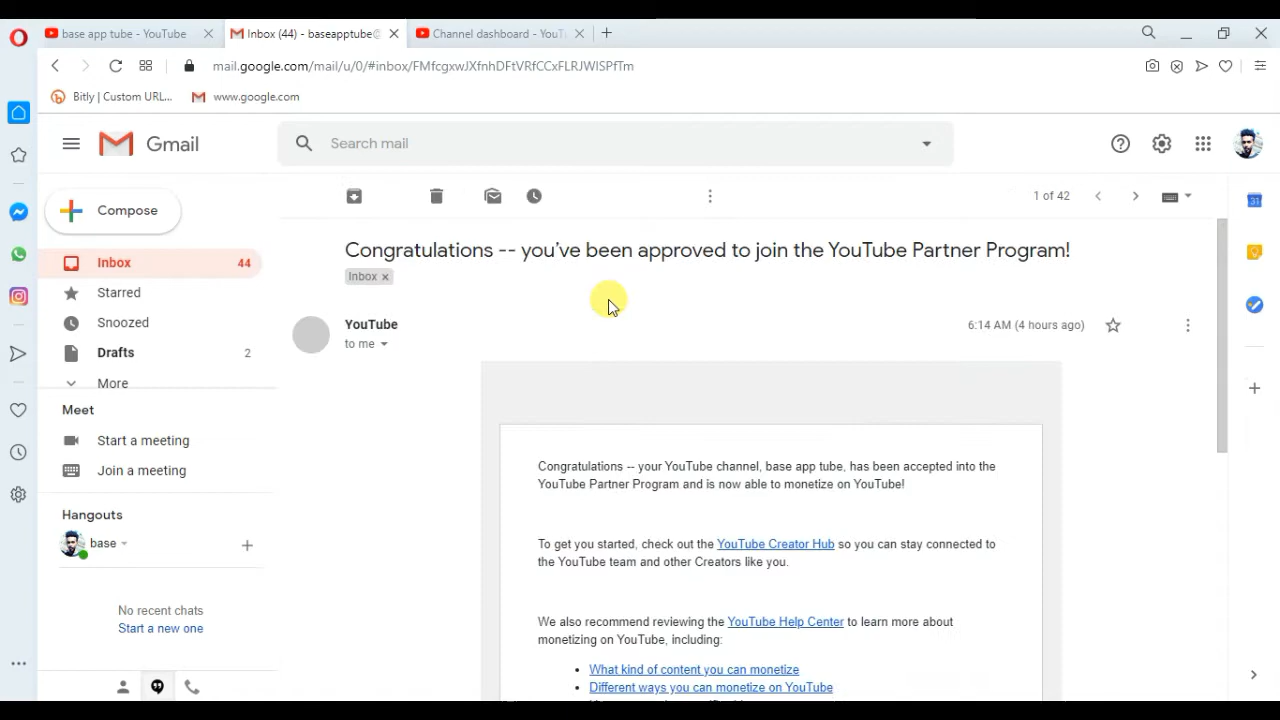 base app tube - YouTube
Inbox (44) - baseapptube@
Channel dashboard - YouT
mail.google.com/mail/u/0/#inbox/FMfcgxwJXfnhDFtVRfCCxFLRJWlSPfTm
Bitly | Custom URL...
www.google.com
Gmail
Search mail
Compose
1 of 42
Inbox 44
Starred
Snoozed
Drafts 2
More
Meet
Start a meeting
Join a meeting
Hangouts
base
No recent chats
Start a new one
Congratulations -- you've been approved to join the YouTube Partner Program!
Inbox x
YouTube
6:14 AM (4 hours ago)
to me
Congratulations -- your YouTube channel, base app tube, has been accepted into the
YouTube Partner Program and is now able to monetize on YouTube!
To get you started, check out the YouTube Creator Hub so you can stay connected to
the YouTube team and other Creators like you.
We also recommend reviewing the YouTube Help Center to learn more about
monetizing on YouTube, including:
• What kind of content you can monetize
• Different ways you can monetize on YouTube
31